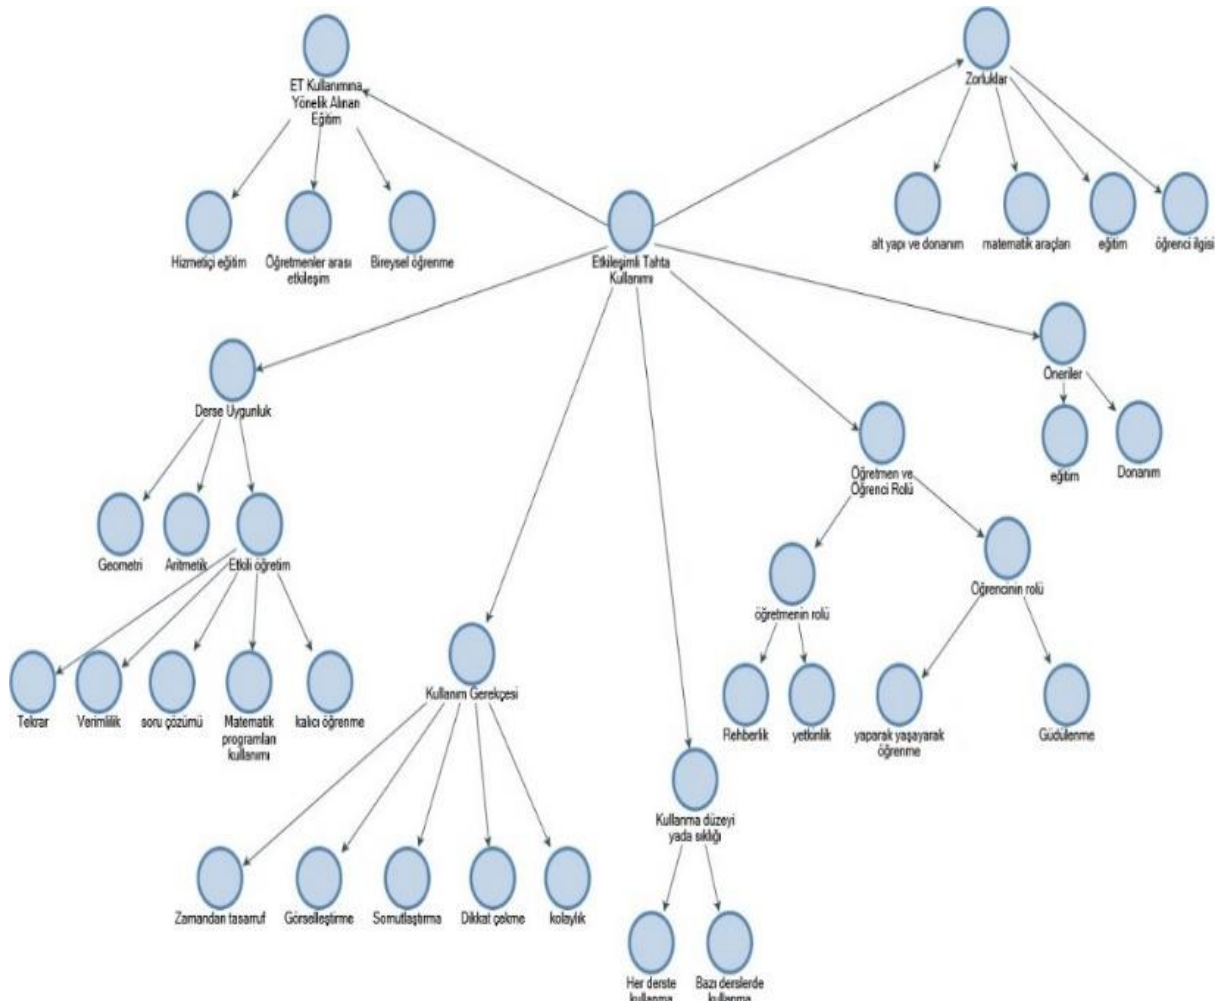 ET Kullanımına
Yönelik Alınan
Eğitim
Zorluklar
Hizmetiçi eğitim
Öğretmenler arası
etkileşim
Bireysel öğrenme
Etkileşimli Tahta
Kullanımı
alt yapı ve donanım
matematik araçları
eğitim
öğrenci ilgisi
Derse Uygunluk
Öneriler
eğitim
Donanım
Öğretmen ve
Öğrenci Rolü
Geometri
Aritmetik
Etkili öğretim
öğretmenin rolü
Öğrencinin rolü
Tekrar
Verimlilik
soru çözümü
Matematik
programları
kullanımı
kalıcı öğrenme
Kullanım Gerekçesi
Rehberlik
yetkinlik
yaparak yaşayarak
öğrenme
Güdülenme
Kullanma düzeyi
yada sıklığı
Zamandan tasarruf
Görselleştirme
Somutlaştırma
Dikkat çekme
kolaylık
Her derste
kullanma
Bazı derslerde
kullanma